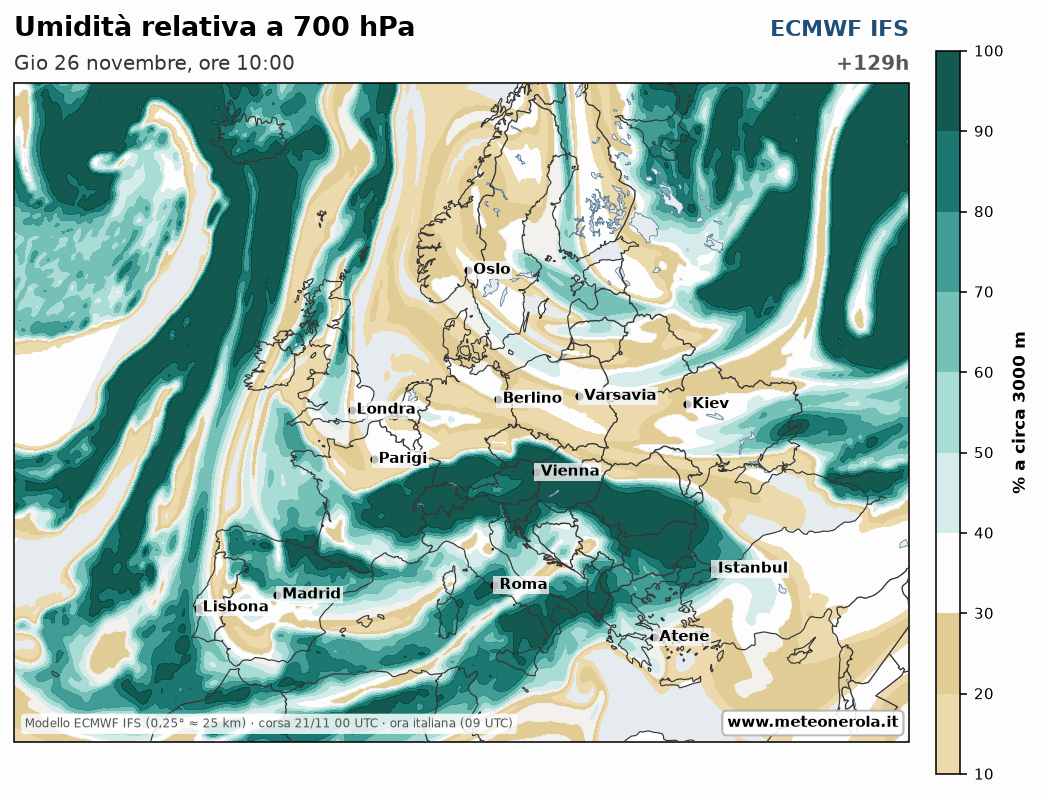 Umidità relativa a 700 hPa
ECMWF IFS
Gio 26 novembre, ore 10:00
+129h
100
90
80
70
60
50
40
30
20
10
% a circa 3000 m
Oslo
Berlino
Varsavia
Kiev
Londra
Parigi
Vienna
Istanbul
Roma
Madrid
Lisbona
Atene
Modello ECMWF IFS (0,25° ≈ 25 km) · corsa 21/11 00 UTC · ora italiana (09 UTC)
www.meteonerola.it